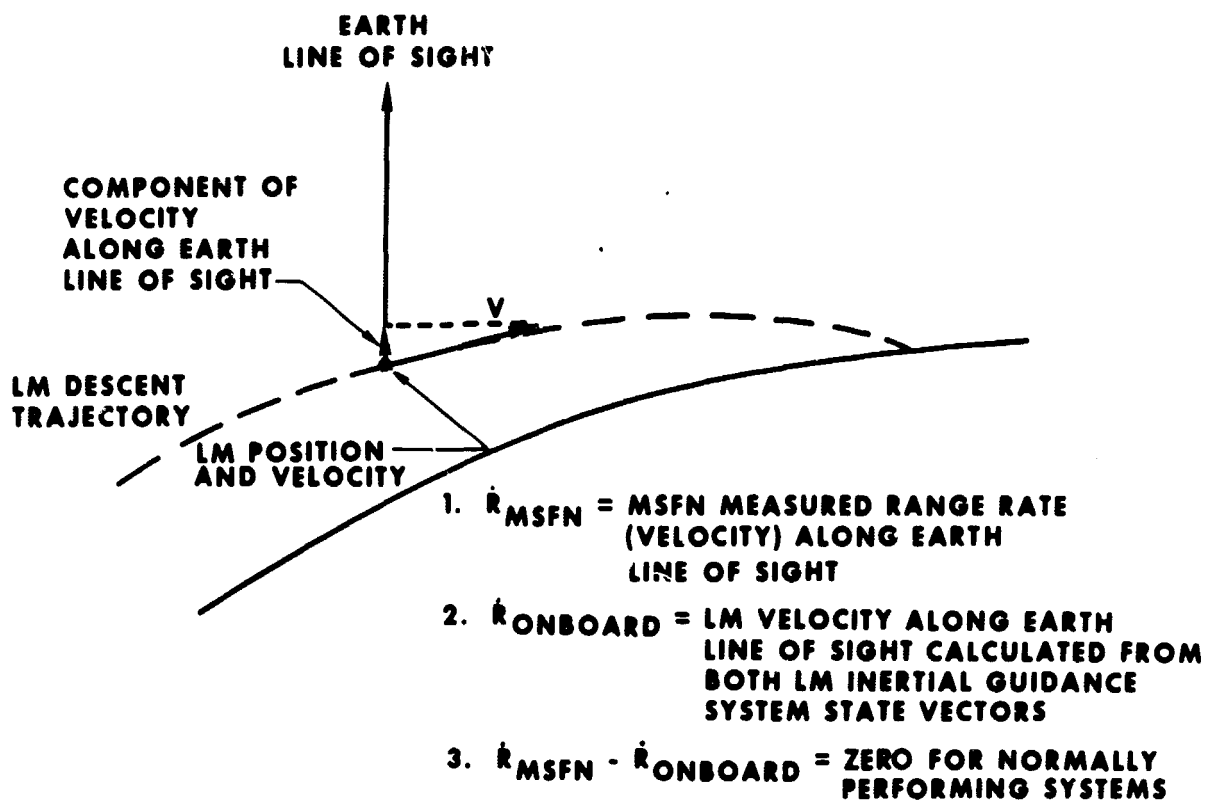 EARTH
LINE OF SIGHT
COMPONENT OF
VELOCITY
ALONG EARTH
LINE OF SIGHT
V
LM DESCENT
TRAJECTORY
LM POSITION
AND VELOCITY
1. Ṙ MSFN = MSFN MEASURED RANGE RATE
(VELOCITY) ALONG EARTH
LINE OF SIGHT
2. Ṙ ONBOARD = LM VELOCITY ALONG EARTH
LINE OF SIGHT CALCULATED FROM
BOTH LM INERTIAL GUIDANCE
SYSTEM STATE VECTORS
3. Ṙ MSFN - Ṙ ONBOARD = ZERO FOR NORMALLY
PERFORMING SYSTEMS